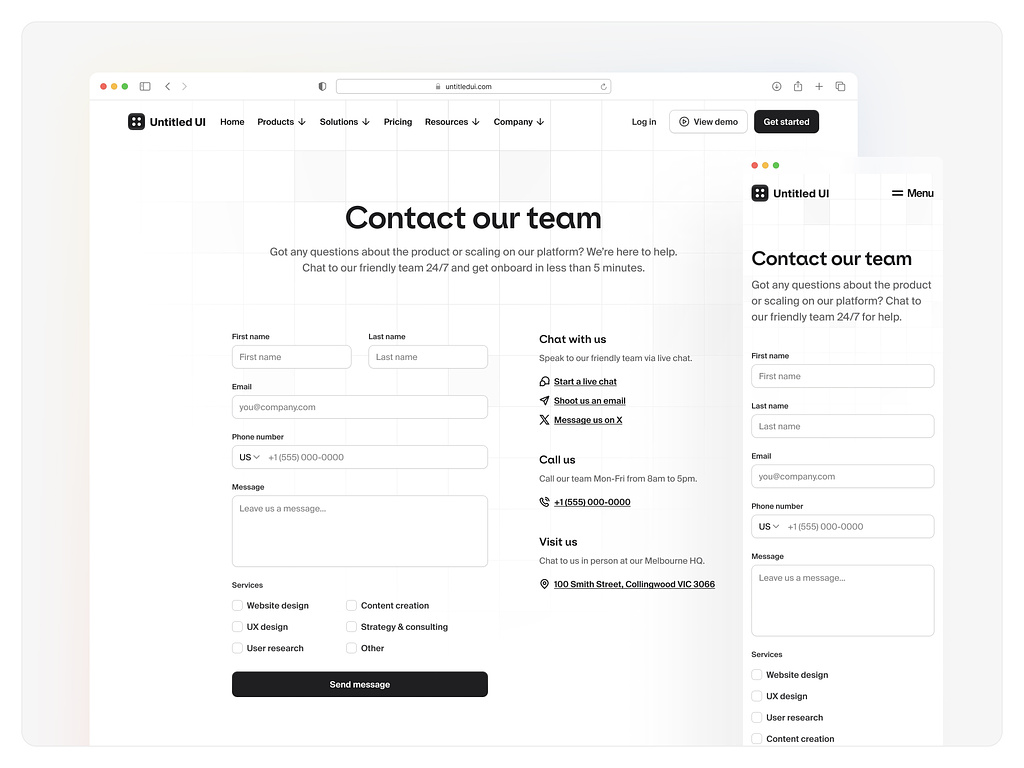 untitledui.com
Untitled UI Home Products Solutions Pricing Resources Company Log in View demo Get started
Contact our team
Got any questions about the product or scaling on our platform? We're here to help.
Chat to our friendly team 24/7 and get onboard in less than 5 minutes.
First name Last name
First name Last name
Email
you@company.com
Phone number
US +1 (555) 000-0000
Message
Leave us a message...
Services
Website design Content creation
UX design Strategy & consulting
User research Other
Send message
Chat with us
Speak to our friendly team via live chat.
Start a live chat
Shoot us an email
Message us on X
Call us
Call our team Mon-Fri from 8am to 5pm.
+1 (555) 000-0000
Visit us
Chat to us in person at our Melbourne HQ.
100 Smith Street, Collingwood VIC 3066
Untitled UI Menu
Contact our team
Got any questions about the product
or scaling on our platform? Chat to
our friendly team 24/7 for help.
First name
First name
Last name
Last name
Email
you@company.com
Phone number
US +1 (555) 000-0000
Message
Leave us a message...
Services
Website design
UX design
User research
Content creation